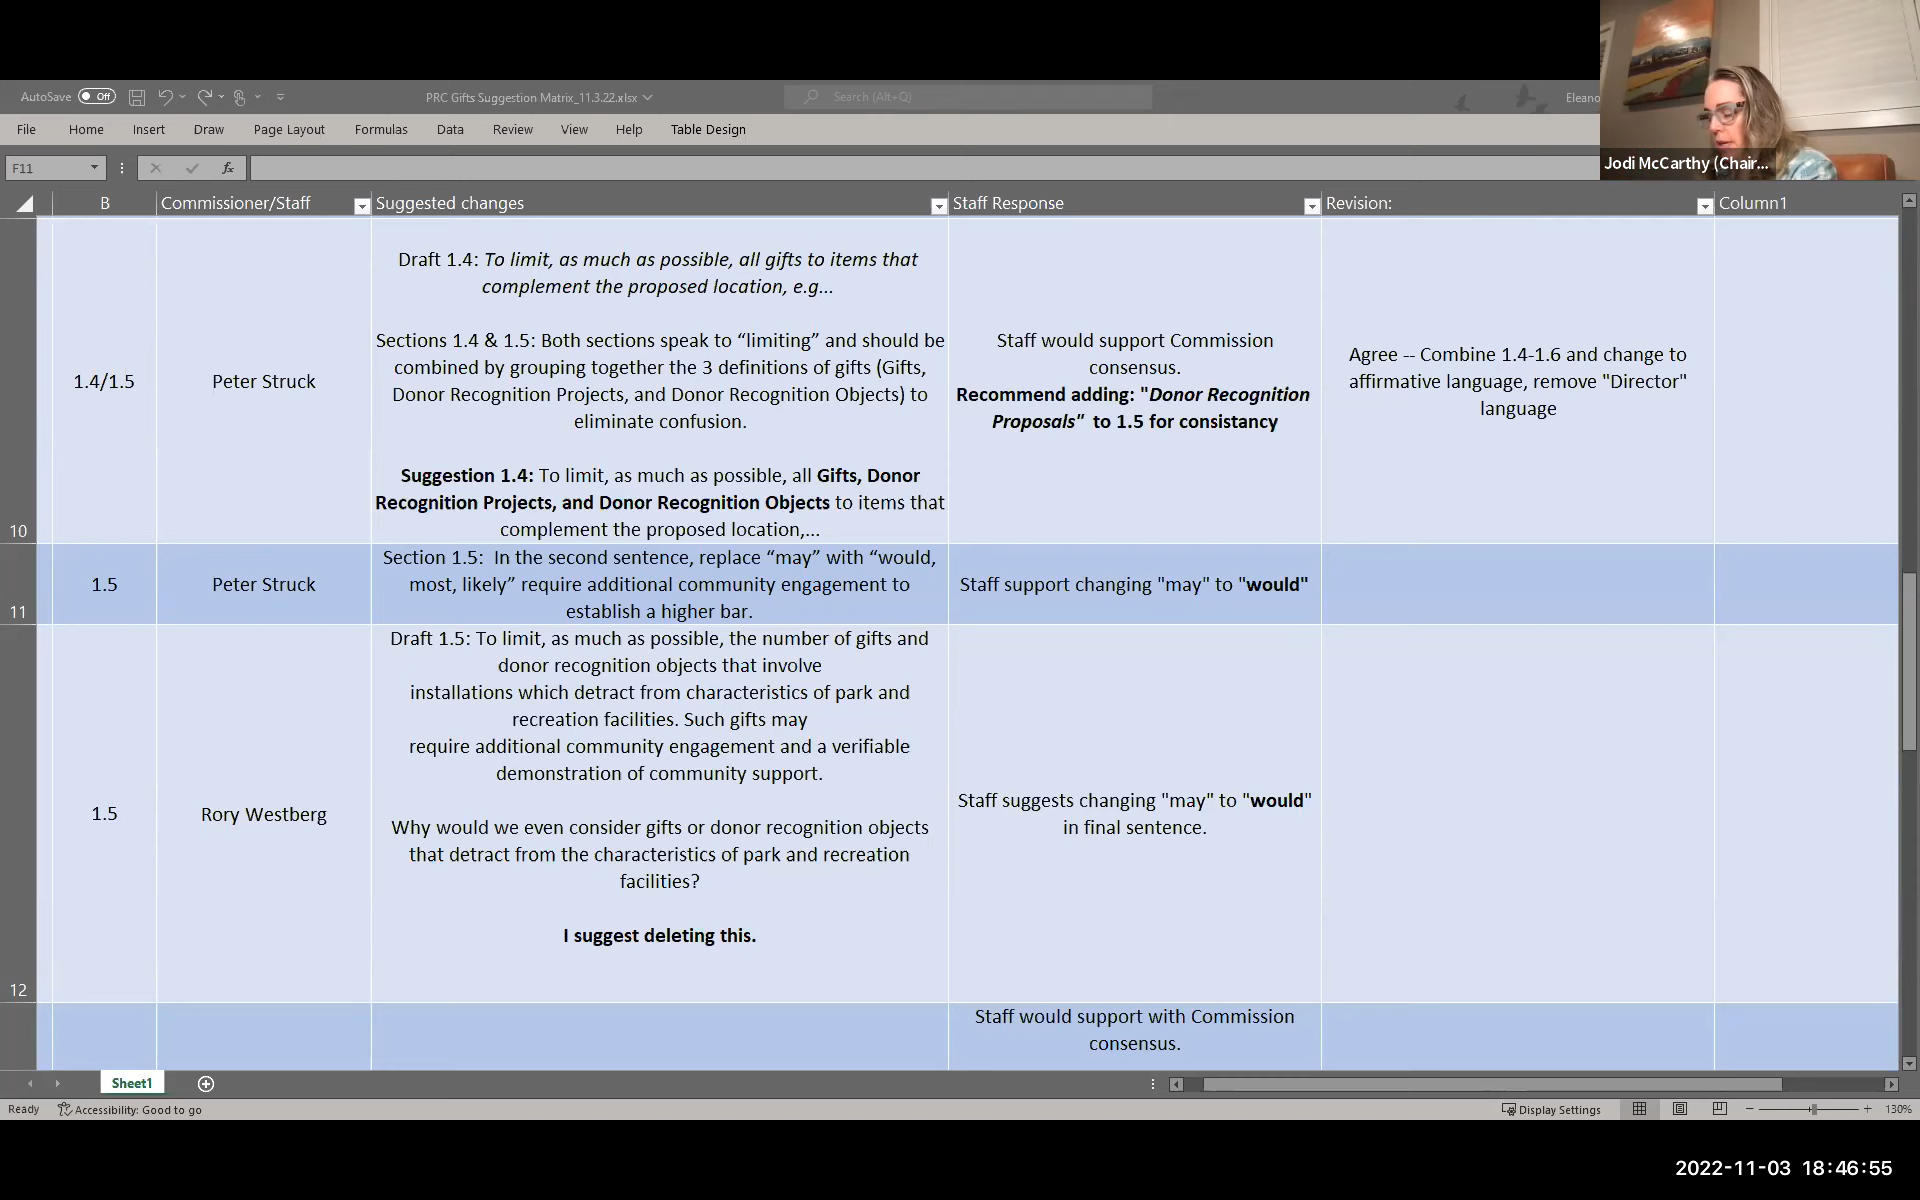 AutoSave Off
PRC Gifts Suggestion Matrix_11.3.22.xlsx
Search (Alt+Q)
Eleano
File Home Insert Draw Page Layout Formulas Data Review View Help Table Design
Jodi McCarthy (Chair...
F11
fx
B Commissioner/Staff Suggested changes Staff Response Revision: Column1
Draft 1.4: To limit, as much as possible, all gifts to items that
complement the proposed location, e.g...
Sections 1.4 & 1.5: Both sections speak to “limiting” and should be
combined by grouping together the 3 definitions of gifts (Gifts,
Donor Recognition Projects, and Donor Recognition Objects) to
eliminate confusion.
Suggestion 1.4: To limit, as much as possible, all Gifts, Donor
Recognition Projects, and Donor Recognition Objects to items that
complement the proposed location,...
1.4/1.5
Peter Struck
Staff would support Commission
consensus.
Recommend adding: "Donor Recognition
Proposals" to 1.5 for consistancy
Agree -- Combine 1.4-1.6 and change to
affirmative language, remove "Director"
language
10
Section 1.5: In the second sentence, replace “may” with “would,
most, likely” require additional community engagement to
establish a higher bar.
1.5
Peter Struck
Staff support changing "may" to "would"
11
Draft 1.5: To limit, as much as possible, the number of gifts and
donor recognition objects that involve
installations which detract from characteristics of park and
recreation facilities. Such gifts may
require additional community engagement and a verifiable
demonstration of community support.
Why would we even consider gifts or donor recognition objects
that detract from the characteristics of park and recreation
facilities?
I suggest deleting this.
1.5
Rory Westberg
Staff suggests changing "may" to "would"
in final sentence.
12
Staff would support with Commission
consensus.
Sheet1
Ready Accessibility: Good to go
Display Settings
130%
2022-11-03 18:46:55